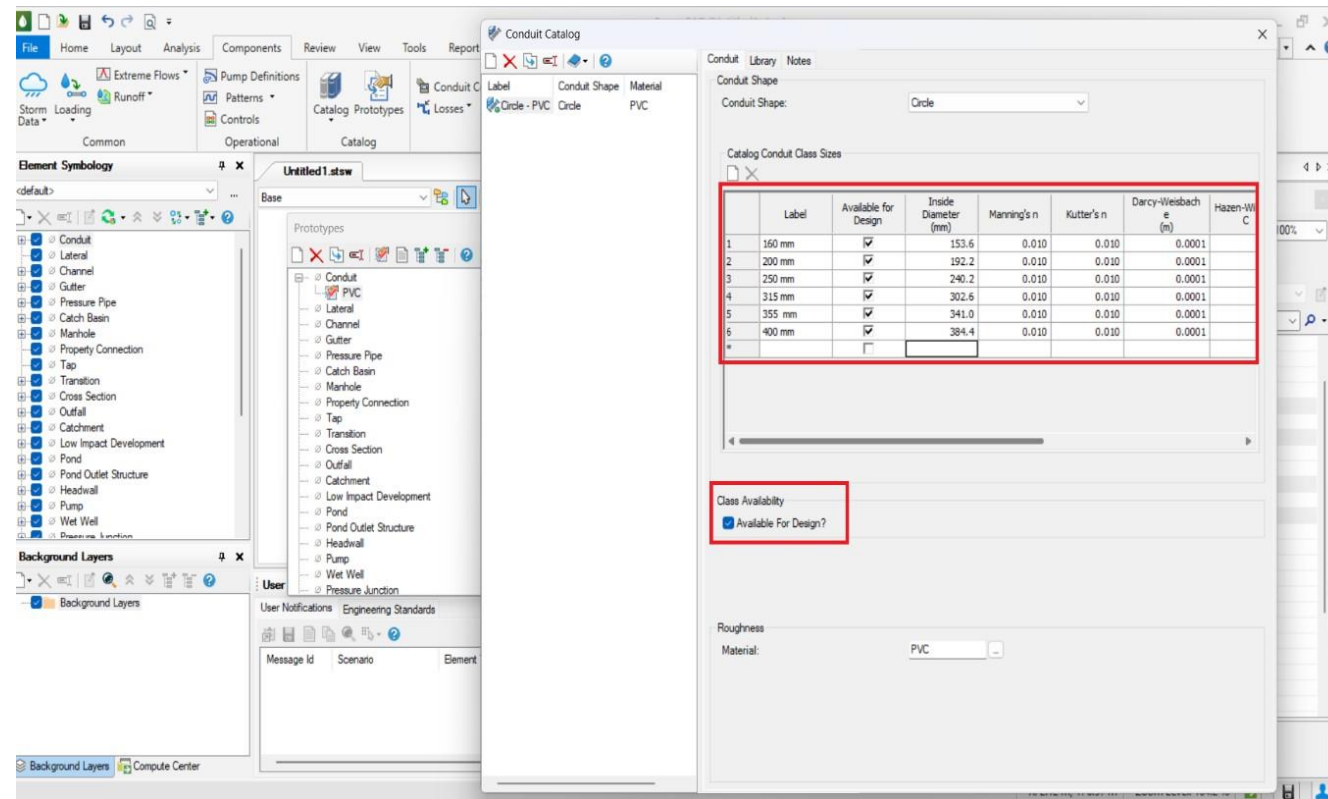 Conduit Catalog
File Home Layout Analysis Components Review View Tools Report
Extreme Flows
Runoff
Storm Data
Loading
Common
Pump Definitions
Patterns
Controls
Operational
Catalog
Prototypes
Catalog
Conduit C
Losses
Element Symbology
<default>
Conduit
Lateral
Channel
Gutter
Pressure Pipe
Catch Basin
Manhole
Property Connection
Tap
Transition
Cross Section
Outfall
Catchment
Low Impact Development
Pond
Pond Outlet Structure
Headwall
Pump
Wet Well
Pressure Junction
Background Layers
Background Layers
Background Layers Compute Center
Untitled1.stsw
Base
Prototypes
Conduit
PVC
Lateral
Channel
Gutter
Pressure Pipe
Catch Basin
Manhole
Property Connection
Tap
Transition
Cross Section
Outfall
Catchment
Low Impact Development
Pond
Pond Outlet Structure
Headwall
Pump
Wet Well
Pressure Junction
User
User Notifications Engineering Standards
Message Id Scenario Element
Label Conduit Shape Material
Circle - PVC Circle PVC
Conduit Library Notes
Conduit Shape
Conduit Shape: Circle
Catalog Conduit Class Sizes
Label Available for Design Inside Diameter (mm) Manning's n Kutter's n Darcy-Weisbach e (m) Hazen-Wi C
1 160 mm 153.6 0.010 0.010 0.0001
2 200 mm 192.2 0.010 0.010 0.0001
3 250 mm 240.2 0.010 0.010 0.0001
4 315 mm 302.6 0.010 0.010 0.0001
5 355 mm 341.0 0.010 0.010 0.0001
6 400 mm 384.4 0.010 0.010 0.0001
*
Class Availability
Available For Design?
Roughness
Material: PVC
100%